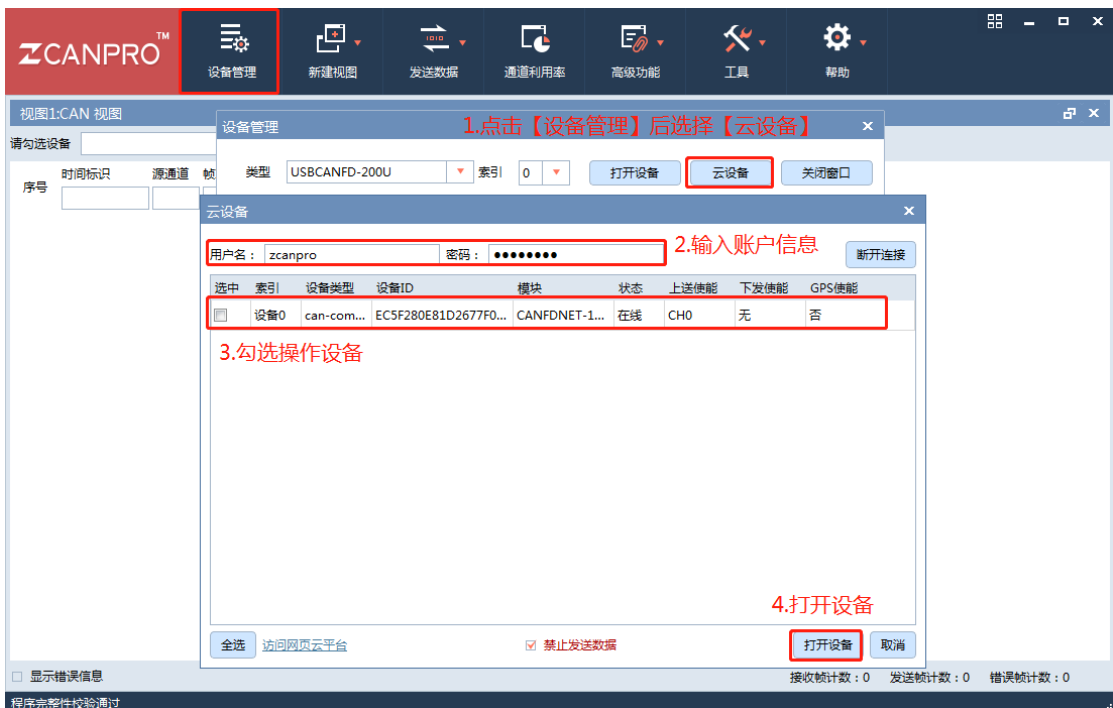 ZCANPRO™
设备管理 新建视图 发送数据 通道利用率 高级功能 工具 帮助
视图1:CAN 视图
设备管理 1.点击【设备管理】后选择【云设备】
请勾选设备
类型 USBCANFD-200U 索引 0 打开设备 云设备 关闭窗口
序号 时间标识 源通道 帧
云设备
用户名： zcanpro 密码： ●●●●●●●● 2.输入账户信息 断开连接
选中 索引 设备类型 设备ID 模块 状态 上送使能 下发使能 GPS使能
设备0 can-com... EC5F280E81D2677F0... CANFDNET-1... 在线 CH0 无 否
3.勾选操作设备
4.打开设备
全选 访问网页云平台 禁止发送数据 打开设备 取消
显示错误信息 接收帧计数：0 发送帧计数：0 错误帧计数：0
程序完整性校验通过